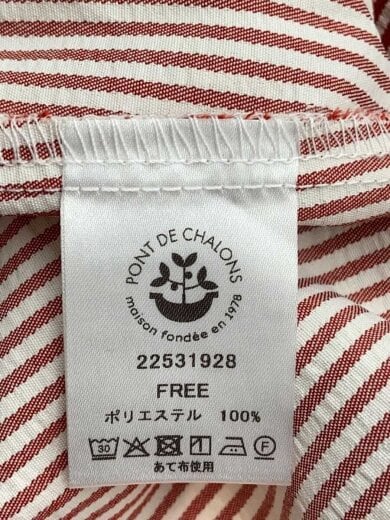 PONT DE CHALONS
maison fondée en 1978
22531928
FREE
ポリエステル 100%
30 F
あて布使用